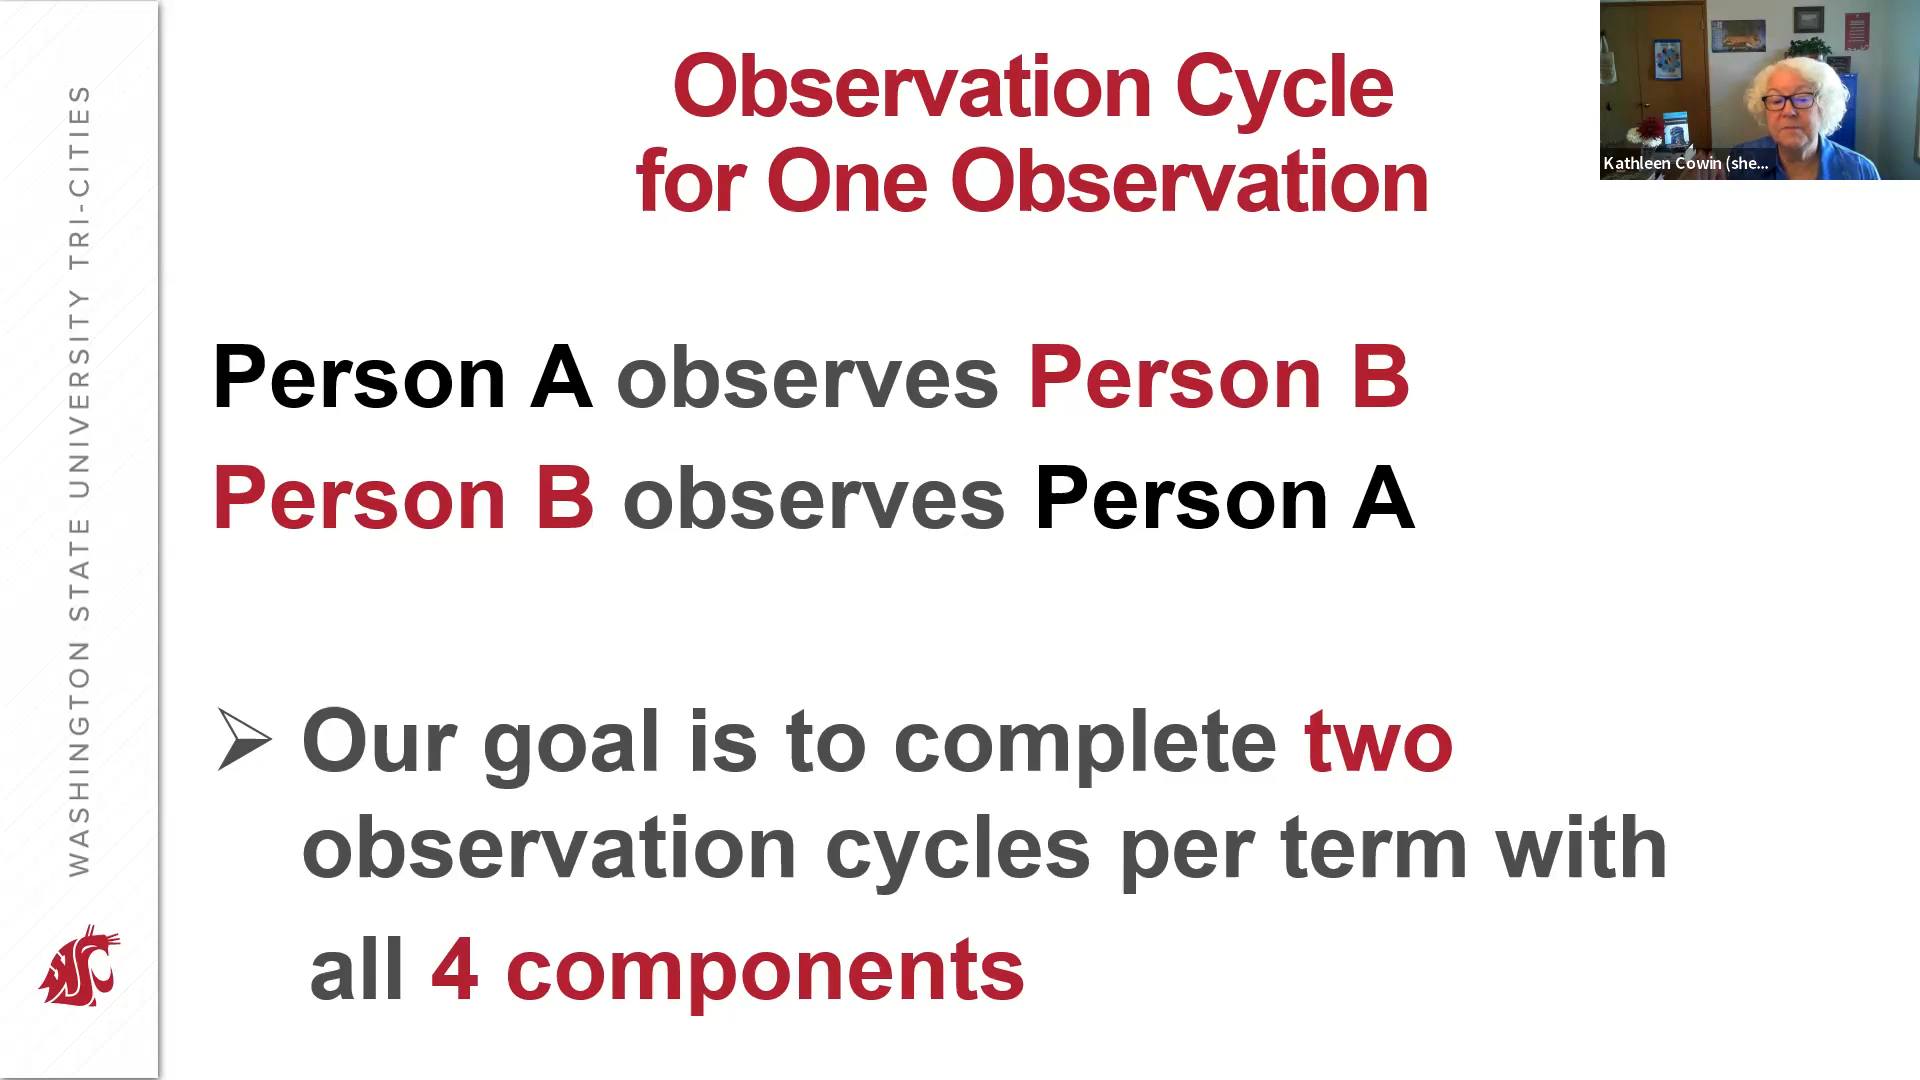 Observation Cycle
for One Observation
Kathleen Cowin (she...
Person A observes Person B
Person B observes Person A
Our goal is to complete two
observation cycles per term with
all 4 components
WASHINGTON STATE UNIVERSITY TRI-CITIES